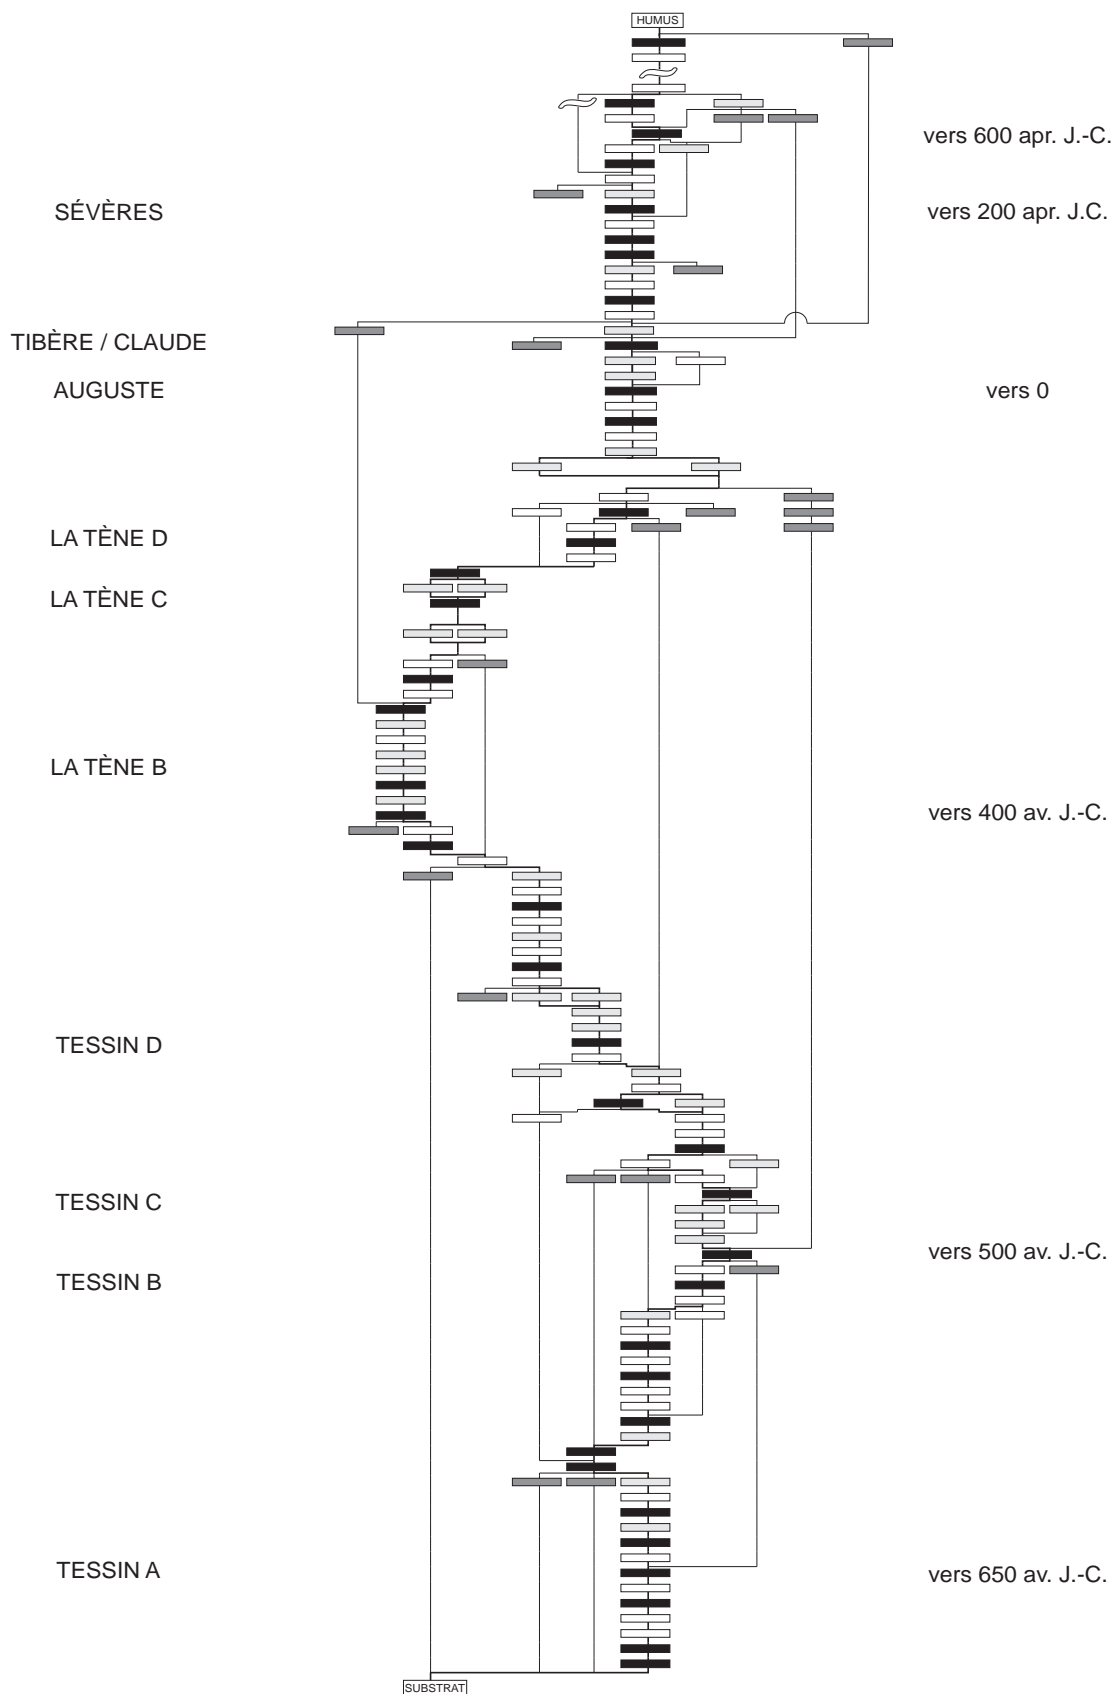 HUMUS
vers 600 apr. J.-C.
SÉVÈRES
vers 200 apr. J.C.
TIBÈRE / CLAUDE
AUGUSTE
vers 0
LA TÈNE D
LA TÈNE C
LA TÈNE B
vers 400 av. J.-C.
TESSIN D
TESSIN C
vers 500 av. J.-C.
TESSIN B
TESSIN A
vers 650 av. J.-C.
SUBSTRAT